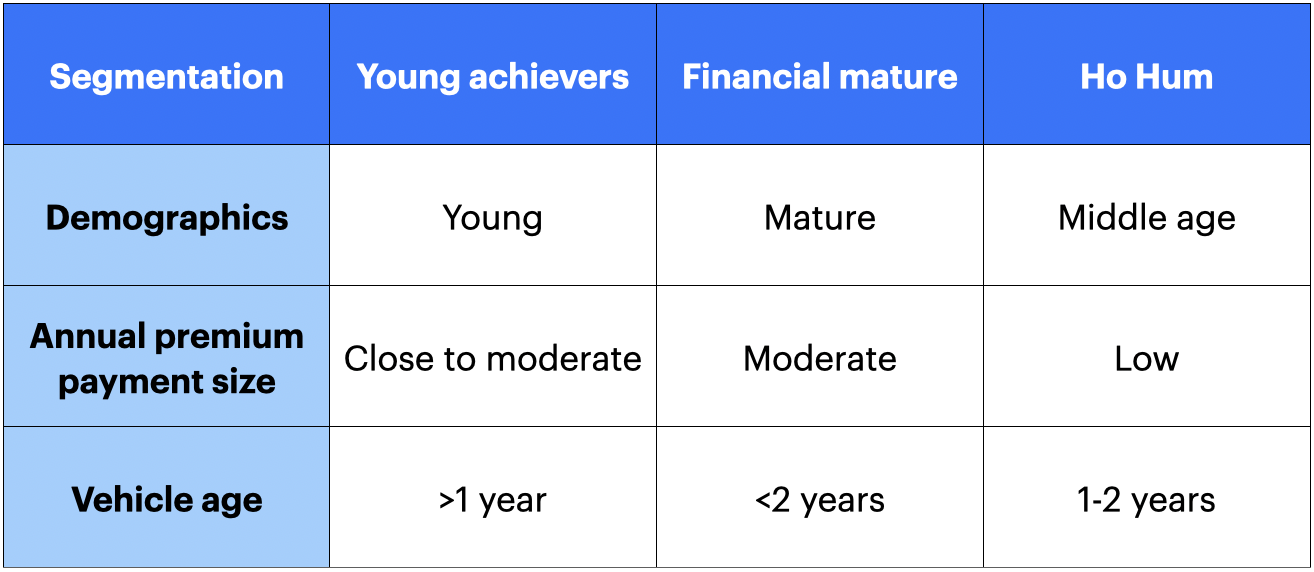 Segmentation Young achievers Financial mature Ho Hum
Demographics Young Mature Middle age
Annual premium
payment size Close to moderate Moderate Low
Vehicle age >1 year <2 years 1-2 years